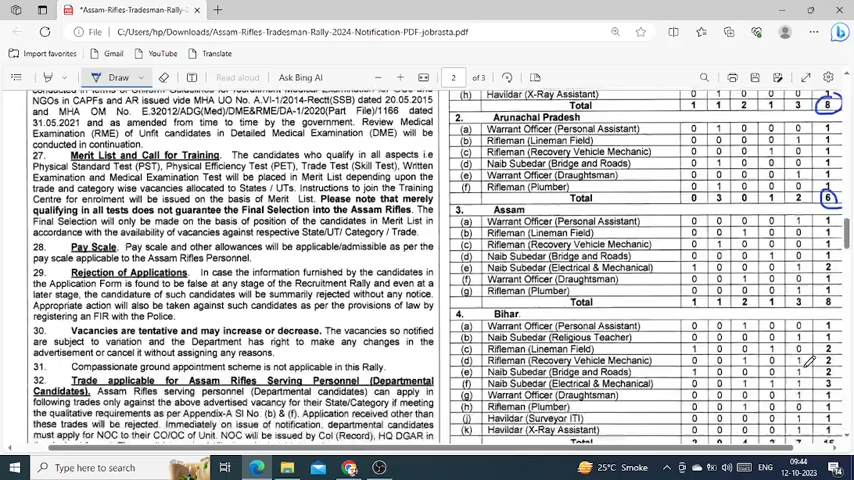 *Assam-Rifles-Tradesman-Rally-2
File
C:/Users/hp/Downloads/Assam-Rifles-Tradesman-Rally-2024-Notification-PDF-jobrasta.pdf
Import favorites
Gmail
YouTube
Translate
Draw
Read aloud
Ask Bing AI
2
of 3
conducted in terms of Uniform Guidelines for Recruitment Medical Examination for GOs and
NGOs in CAPFs and AR issued vide MHA UO No. A.VI-1/2014-Rectt(SSB) dated 20.05.2015
and MHA OM No. E.32012/ADG(Med)/DME&RME/DA-1/2020(Part File)/1166 dated
31.05.2021 and as amended from time to time by the government. Review Medical
Examination (RME) of Unfit candidates in Detailed Medical Examination (DME) will be
conducted in continuation.
27. Merit List and Call for Training. The candidates who qualify in all aspects i.e
Physical Standard Test (PST), Physical Efficiency Test (PET), Trade Test (Skill Test), Written
Examination and Medical Examination Test will be placed in Merit List depending upon the
trade and category wise vacancies allocated to States / UTs. Instructions to join the Training
Centre for enrolment will be issued on the basis of Merit List. Please note that merely
qualifying in all tests does not guarantee the Final Selection into the Assam Rifles. The
Final Selection will only be made on the basis of position of the candidates in Merit List in
accordance with the availability of vacancies against respective State/UT/ Category / Trade.
28. Pay Scale. Pay scale and other allowances will be applicable/admissible as per the
pay scale applicable to the Assam Rifles Personnel.
29. Rejection of Applications. In case the information furnished by the candidates in
the Application Form is found to be false at any stage of the Recruitment Rally and even at a
later stage, the candidature of such candidates will be summarily rejected without any notice.
Appropriate action will also be taken against such candidates as per the provisions of law by
registering an FIR with the Police.
30. Vacancies are tentative and may increase or decrease. The vacancies so notified
are subject to variation and the Department has right to make any changes in the
advertisement or cancel it without assigning any reasons.
31. Compassionate ground appointment scheme is not applicable in this Rally.
32. Trade applicable for Assam Rifles Serving Personnel (Departmental
Candidates). Assam Rifles serving personnel (Departmental candidates) can apply in
following trades only against the above advertised vacancy for their State/Category if meeting
the qualitative requirements as per Appendix-A Sl No. (b) & (f). Application received other than
these trades will be rejected. Immediately on issue of notification, departmental candidates
must apply for NOC to their CO/OC of Unit. NOC will be issued by Col (Record), HQ DGAR
(h) Havildar (X-Ray Assistant) 0 1 0 0 0 1
Total 1 1 2 1 3 8
2. Arunachal Pradesh
(a) Warrant Officer (Personal Assistant) 0 1 0 0 0 1
(b) Rifleman (Lineman Field) 0 0 0 0 1 1
(c) Rifleman (Recovery Vehicle Mechanic) 0 0 0 1 0 1
(d) Naib Subedar (Bridge and Roads) 0 1 0 0 0 1
(e) Warrant Officer (Draughtsman) 0 0 0 0 1 1
(f) Rifleman (Plumber) 0 1 0 0 0 1
Total 0 3 0 1 2 6
3. Assam
(a) Warrant Officer (Personal Assistant) 0 0 0 0 1 1
(b) Rifleman (Lineman Field) 0 0 1 0 0 1
(c) Rifleman (Recovery Vehicle Mechanic) 0 1 0 0 0 1
(d) Naib Subedar (Bridge and Roads) 0 0 0 0 1 1
(e) Naib Subedar (Electrical & Mechanical) 1 0 0 0 1 2
(f) Warrant Officer (Draughtsman) 0 0 1 0 0 1
(g) Rifleman (Plumber) 0 0 0 0 1 1
Total 1 1 2 1 3 8
4. Bihar.
(a) Warrant Officer (Personal Assistant) 0 0 1 0 0 1
(b) Naib Subedar (Religious Teacher) 0 0 0 0 1 1
(c) Rifleman (Lineman Field) 1 0 0 1 0 2
(d) Rifleman (Recovery Vehicle Mechanic) 0 0 1 0 1 2
(e) Naib Subedar (Bridge and Roads) 1 0 0 0 1 2
(f) Naib Subedar (Electrical & Mechanical) 0 0 1 1 1 3
(g) Warrant Officer (Draughtsman) 0 0 0 0 1 1
(h) Rifleman (Plumber) 0 0 1 0 0 1
(j) Havildar (Surveyor ITI) 0 0 0 0 1 1
(k) Havildar (X-Ray Assistant) 0 0 0 0 1 1
Type here to search
25°C Smoke
ENG
09:44
12-10-2023